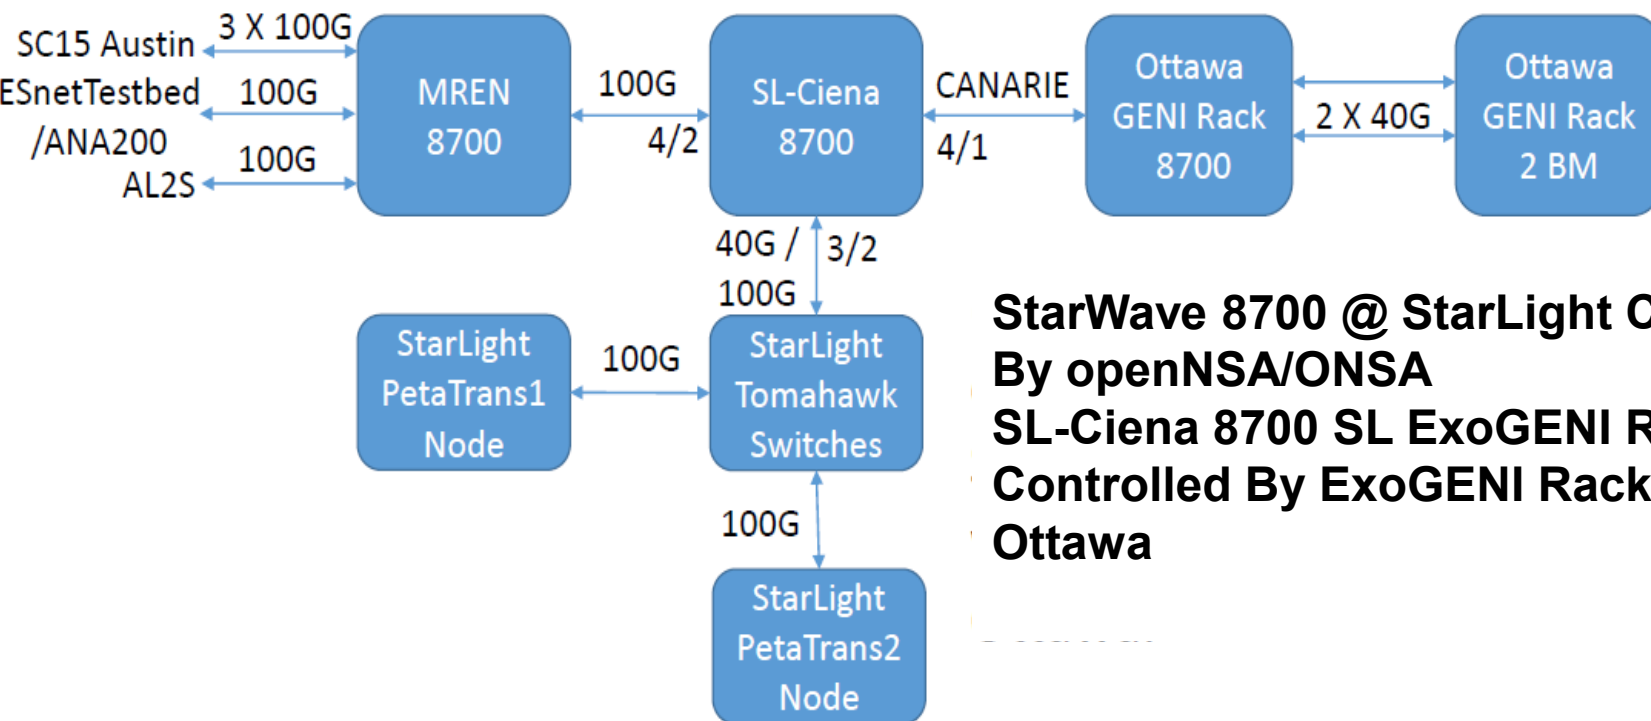 SC15 Austin
3 X 100G
ESnetTestbed
/ANA200
100G
AL2S
100G
MREN
8700
100G
4/2
SL-Ciena
8700
CANARIE
4/1
Ottawa
GENI Rack
8700
2 X 40G
Ottawa
GENI Rack
2 BM
40G /
100G
3/2
StarLight
PetaTrans1
Node
100G
StarLight
Tomahawk
Switches
100G
StarLight
PetaTrans2
Node
StarWave 8700 @ StarLight
By openNSA/ONSA
SL-Ciena 8700 SL ExoGENI
Controlled By ExoGENI Rack
Ottawa